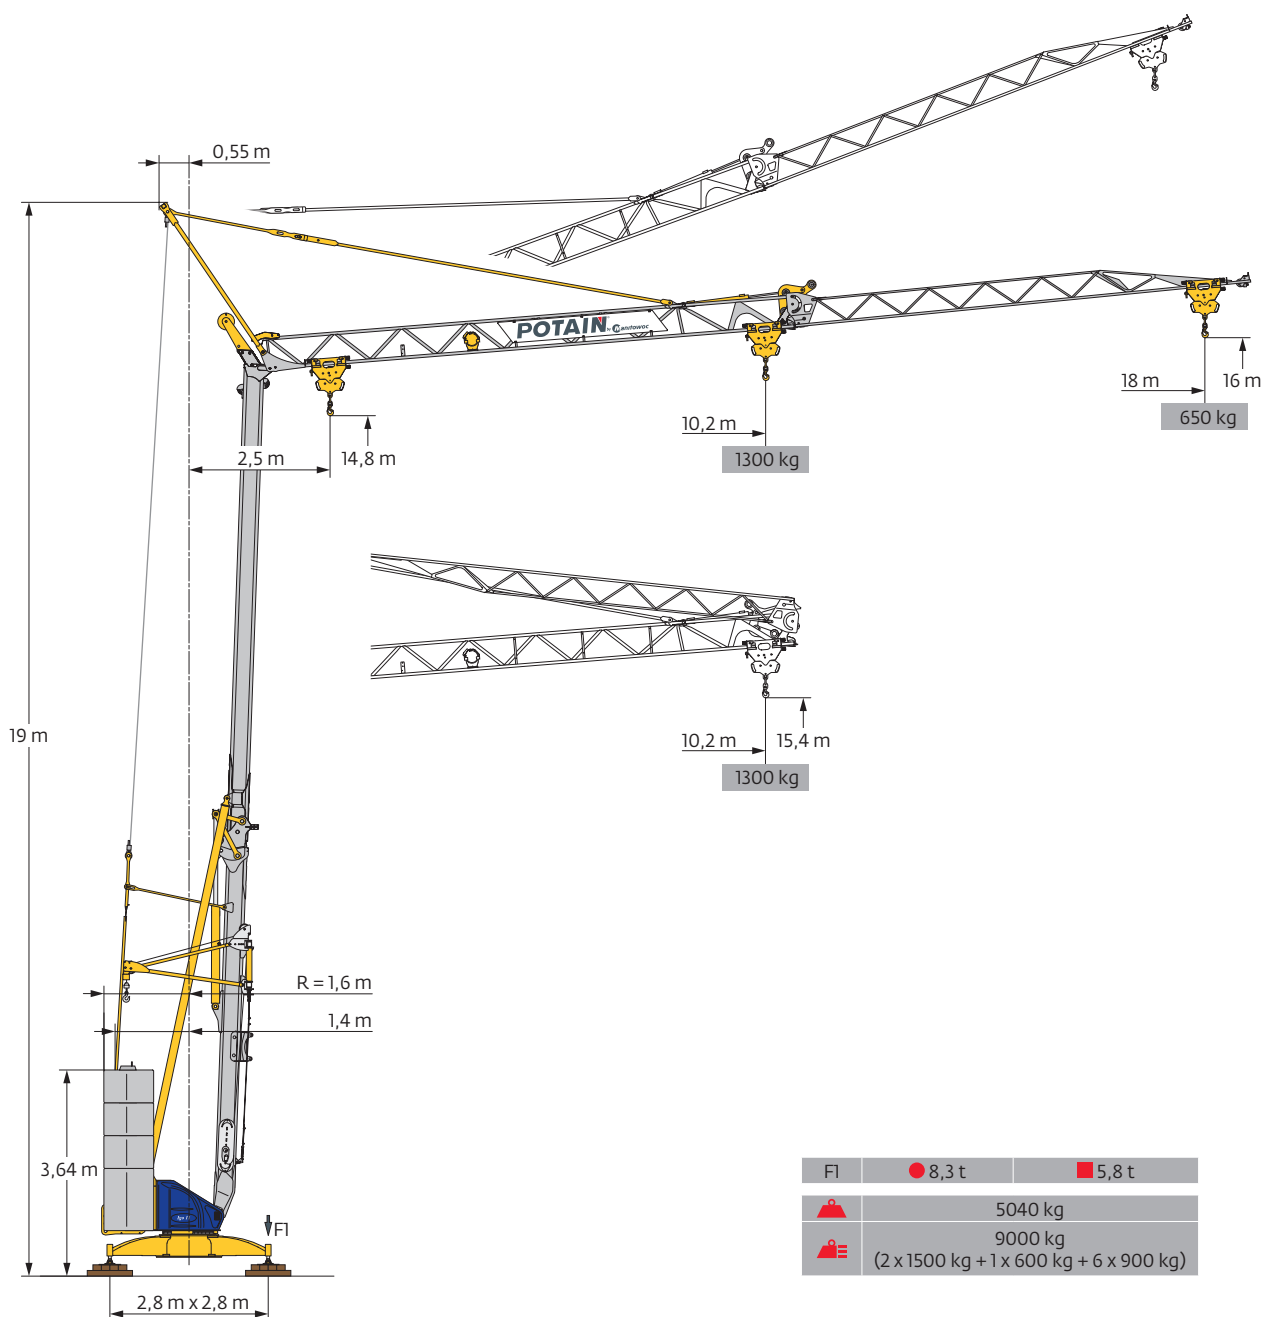 0,55 m
POTAIN by Manitowoc
18 m
16 m
650 kg
10,2 m
1300 kg
2,5 m
14,8 m
19 m
10,2 m
15,4 m
1300 kg
R = 1,6 m
1,4 m
3,64 m
F1
2,8 m x 2,8 m
F1 8,3 t 5,8 t
5040 kg
9000 kg
(2 x 1500 kg + 1 x 600 kg + 6 x 900 kg)